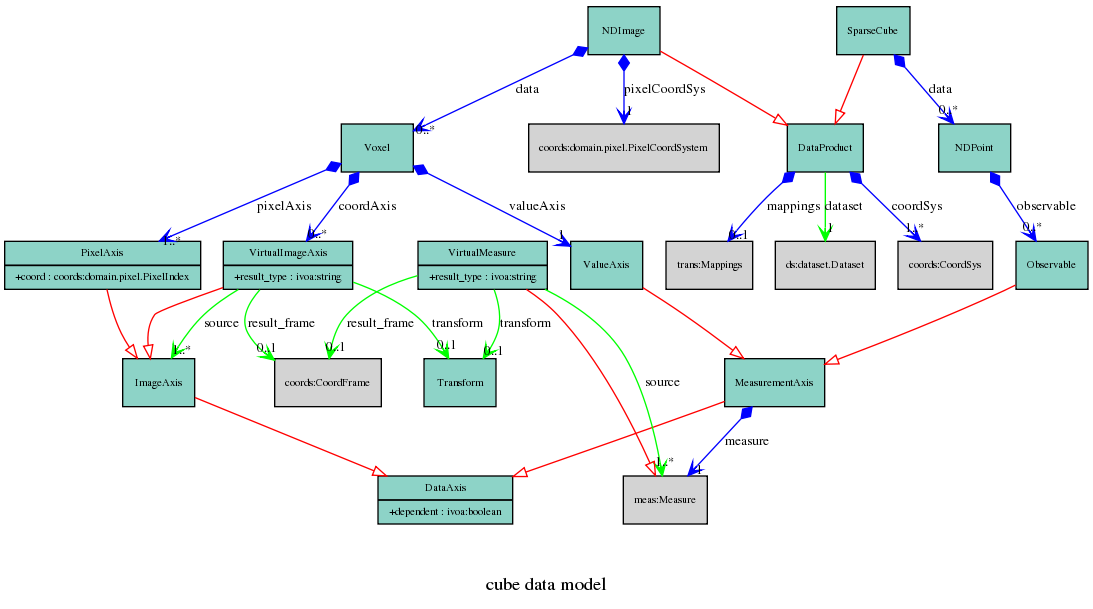 NDImage
SparseCube
data
pixelCoordSys
data
0..*
1
0..*
Voxel
coords:domain.pixel.PixelCoordSystem
DataProduct
NDPoint
pixelAxis
coordAxis
valueAxis
mappings
dataset
coordSys
observable
1..*
0..*
1
0..1
1
1..*
0..*
PixelAxis
VirtualImageAxis
VirtualMeasure
ValueAxis
trans:Mappings
ds:dataset.Dataset
coords:CoordSys
Observable
+coord : coords:domain.pixel.PixelIndex
+result_type : ivoa:string
+result_type : ivoa:string
source
result_frame
result_frame
transform
transform
1..*
0..1
0..1
0..1
0..1
ImageAxis
coords:CoordFrame
Transform
source
MeasurementAxis
measure
1..*
1
DataAxis
+dependent : ivoa:boolean
meas:Measure
cube data model